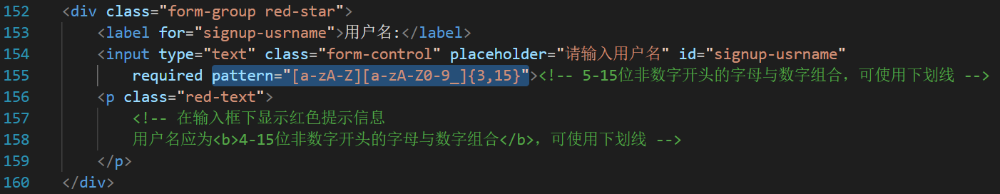 152 <div class="form-group red-star">
153 <label for="signup-usrname">用户名:</label>
154 <input type="text" class="form-control" placeholder="请输入用户名" id="signup-usrname"
155 required pattern="[a-zA-Z][a-zA-Z0-9_]{3,15}"><!-- 5-15位非数字开头的字母与数字组合，可使用下划线 -->
156 <p class="red-text">
157 <!-- 在输入框下显示红色提示信息
158 用户名应为<b>4-15位非数字开头的字母与数字组合</b>，可使用下划线 -->
159 </p>
160 </div>